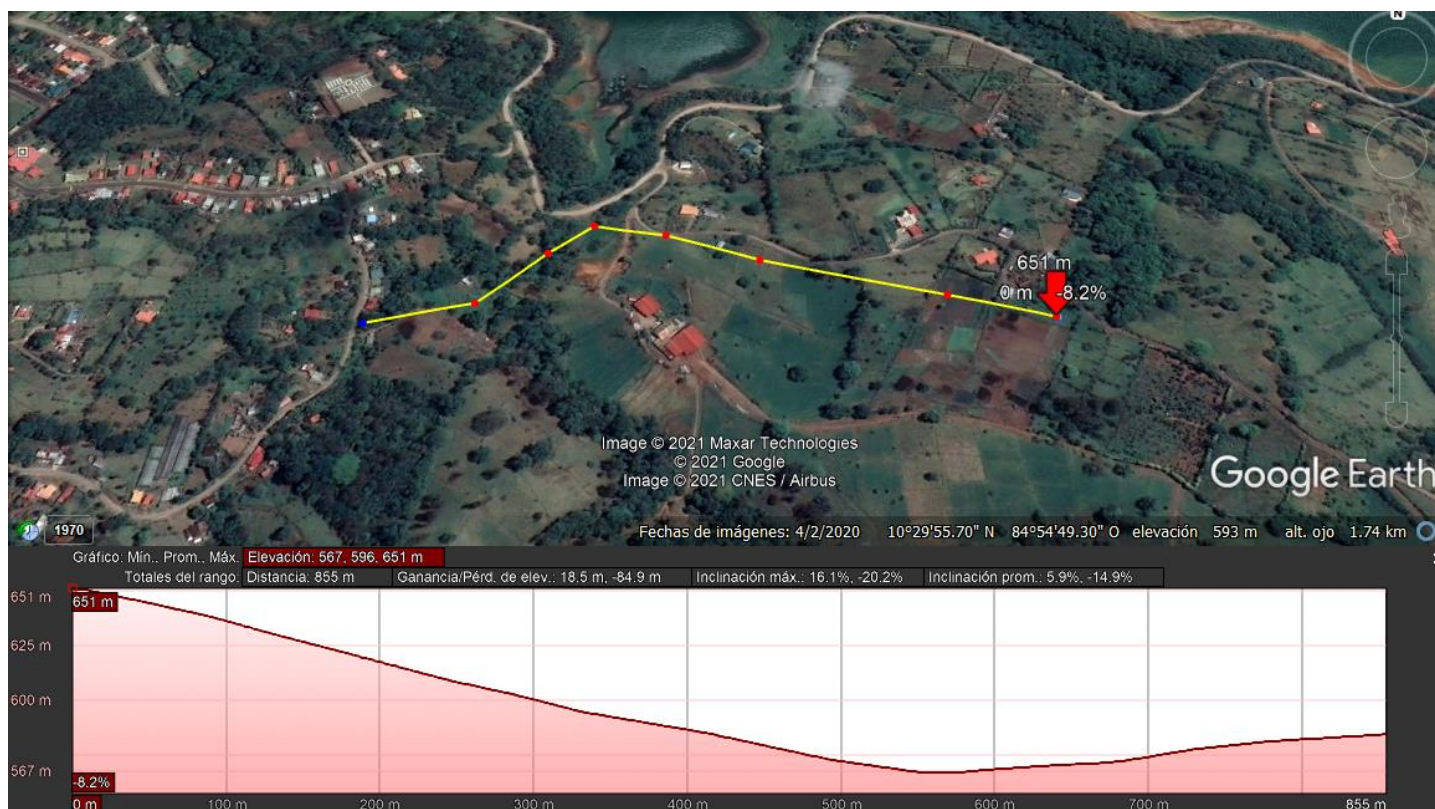 N
, 651 m
0 m -8.2%
Image © 2021 Maxar Technologies
© 2021 Google
Image © 2021 CNES / Airbus
Google Earth
1970
Fechas de imágenes: 4/2/2020 10°29'55.70" N 84°54'49.30" O elevación 593 m alt. ojo 1.74 km
Gráfico: Mín., Prom., Máx. Elevación: 567, 596, 651 m
Totales del rango: Distancia: 855 m Ganancia/Pérd. de elev.: 18.5 m, -84.9 m Inclinación máx.: 16.1%, -20.2% Inclinación prom.: 5.9%, -14.9%
651 m
651 m
625 m
600 m
567 m
-8.2%
0 m 100 m 200 m 300 m 400 m 500 m 600 m 700 m 855 m